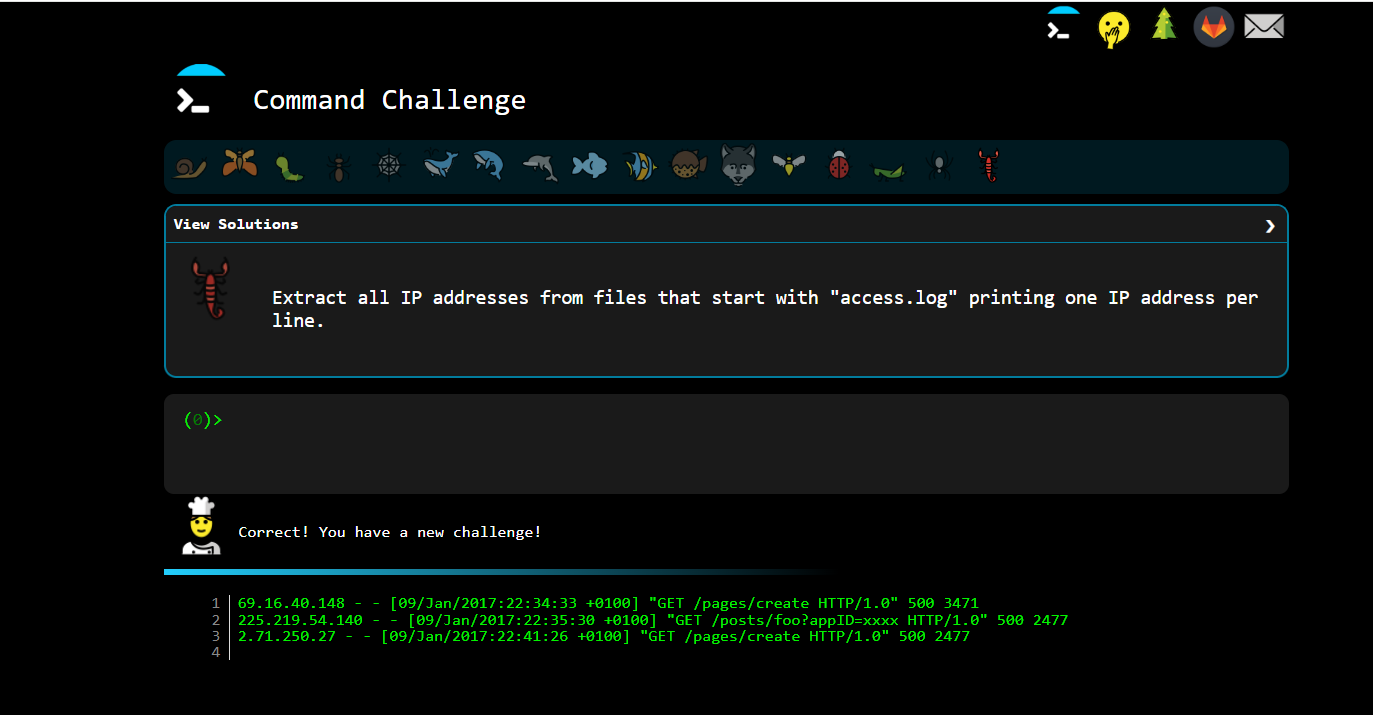 Command Challenge
View Solutions
Extract all IP addresses from files that start with "access.log" printing one IP address per
line.
(0)>
Correct! You have a new challenge!
1 69.16.40.148 - - [09/Jan/2017:22:34:33 +0100] "GET /pages/create HTTP/1.0" 500 3471
2 225.219.54.140 - - [09/Jan/2017:22:35:30 +0100] "GET /posts/foo?appID=xxxx HTTP/1.0" 500 2477
3 2.71.250.27 - - [09/Jan/2017:22:41:26 +0100] "GET /pages/create HTTP/1.0" 500 2477
4